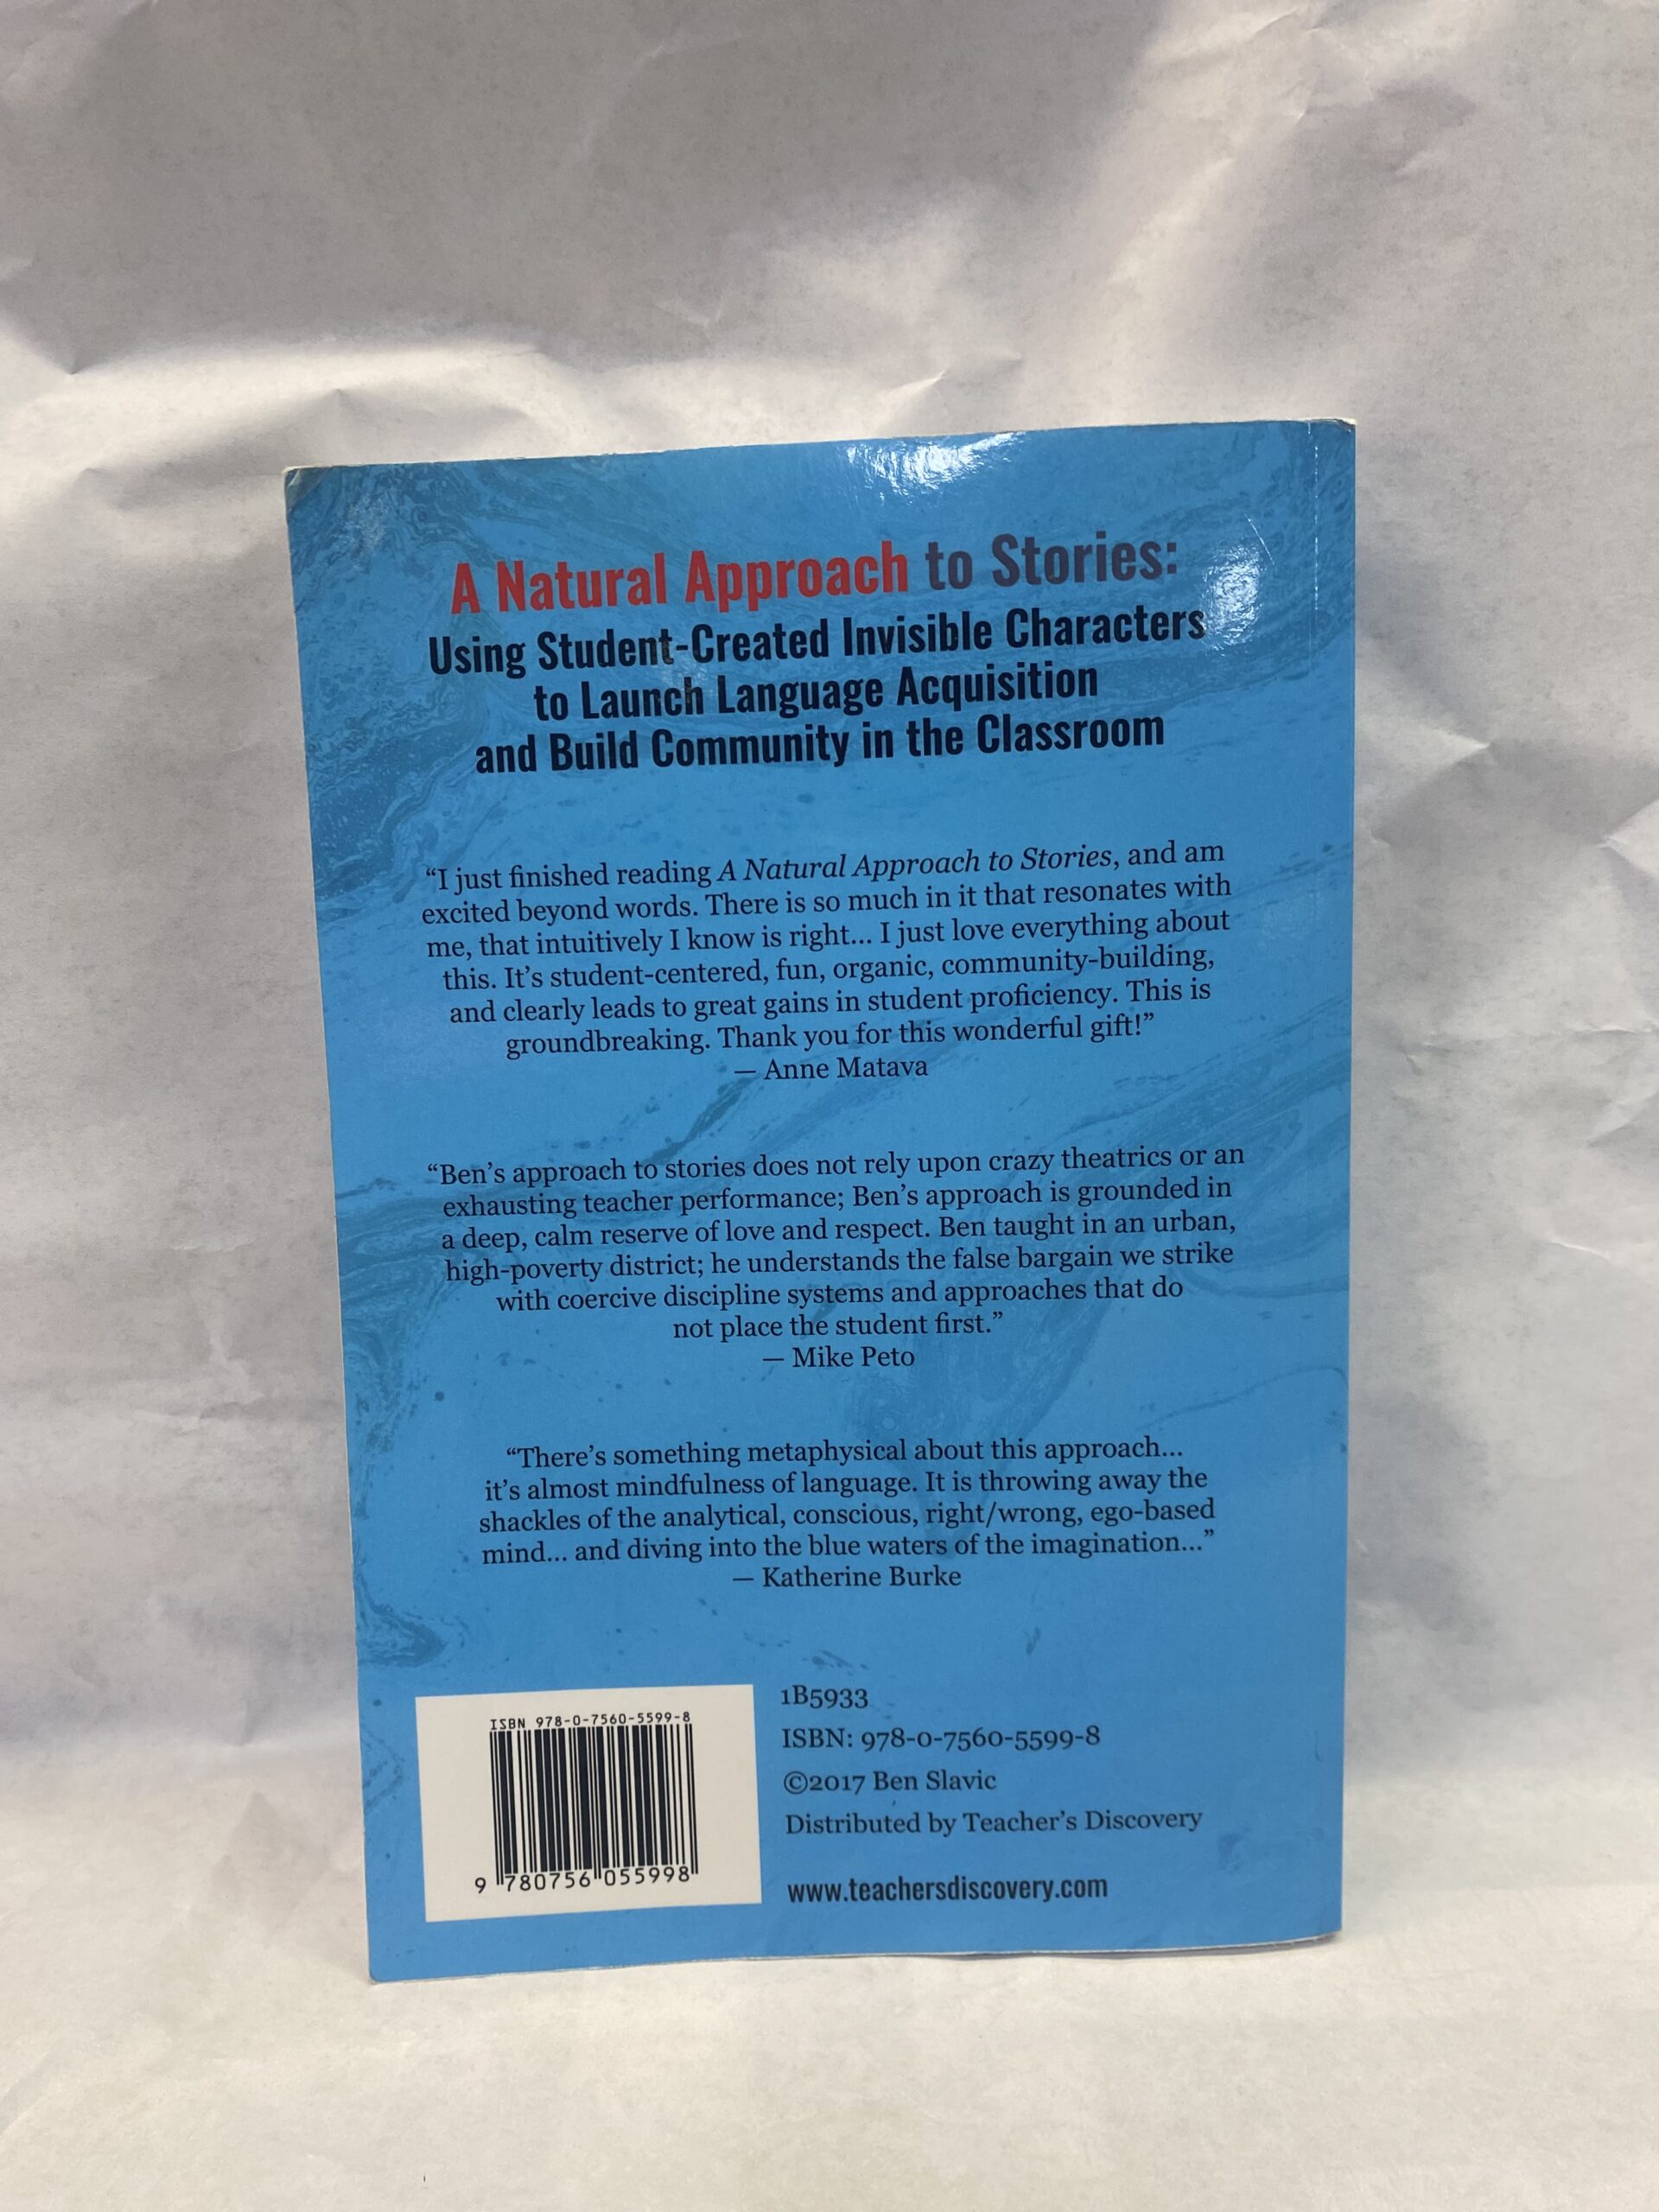 A Natural Approach to Stories:
Using Student-Created Invisible Characters
to Launch Language Acquisition
and Build Community in the Classroom
“I just finished reading A Natural Approach to Stories, and am
excited beyond words. There is so much in it that resonates with
me, that intuitively I know is right... I just love everything about
this. It’s student-centered, fun, organic, community-building,
and clearly leads to great gains in student proficiency. This is
groundbreaking. Thank you for this wonderful gift!”
— Anne Matava
“Ben’s approach to stories does not rely upon crazy theatrics or an
exhausting teacher performance; Ben’s approach is grounded in
a deep, calm reserve of love and respect. Ben taught in an urban,
high-poverty district; he understands the false bargain we strike
with coercive discipline systems and approaches that do
not place the student first.”
— Mike Peto
“There’s something metaphysical about this approach...
it’s almost mindfulness of language. It is throwing away the
shackles of the analytical, conscious, right/wrong, ego-based
mind... and diving into the blue waters of the imagination...”
— Katherine Burke
ISBN 978-0-7560-5599-8
9 780756 055998
1B5933
ISBN: 978-0-7560-5599-8
©2017 Ben Slavic
Distributed by Teacher’s Discovery
www.teachersdiscovery.com